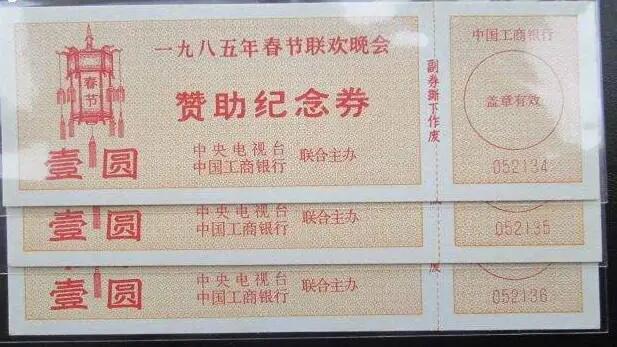 一九八五年春节联欢晚会
春节
赞助纪念券
壹圆
中央电视台
中国工商银行
联合主办
副券撕下作废
中国工商银行
盖章有效
052134
壹圆
中央电视台
中国工商银行
联合主办
废
052135
壹圆
中央电视台
中国工商银行
联合主办
废
052136